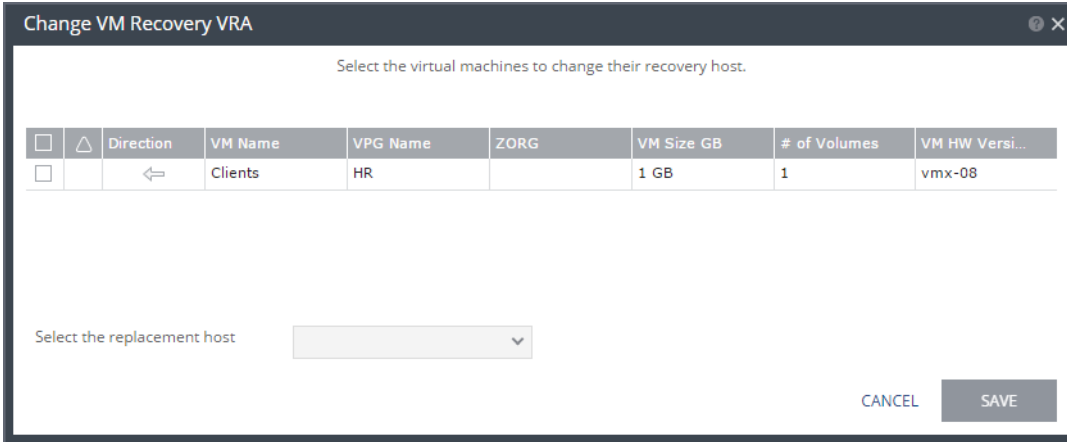 Change VM Recovery VRA
Select the virtual machines to change their recovery host.
Direction VM Name VPG Name ZORG VM Size GB # of Volumes VM HW Versi...
Clients HR 1 GB 1 vmx-08
Select the replacement host
CANCEL SAVE